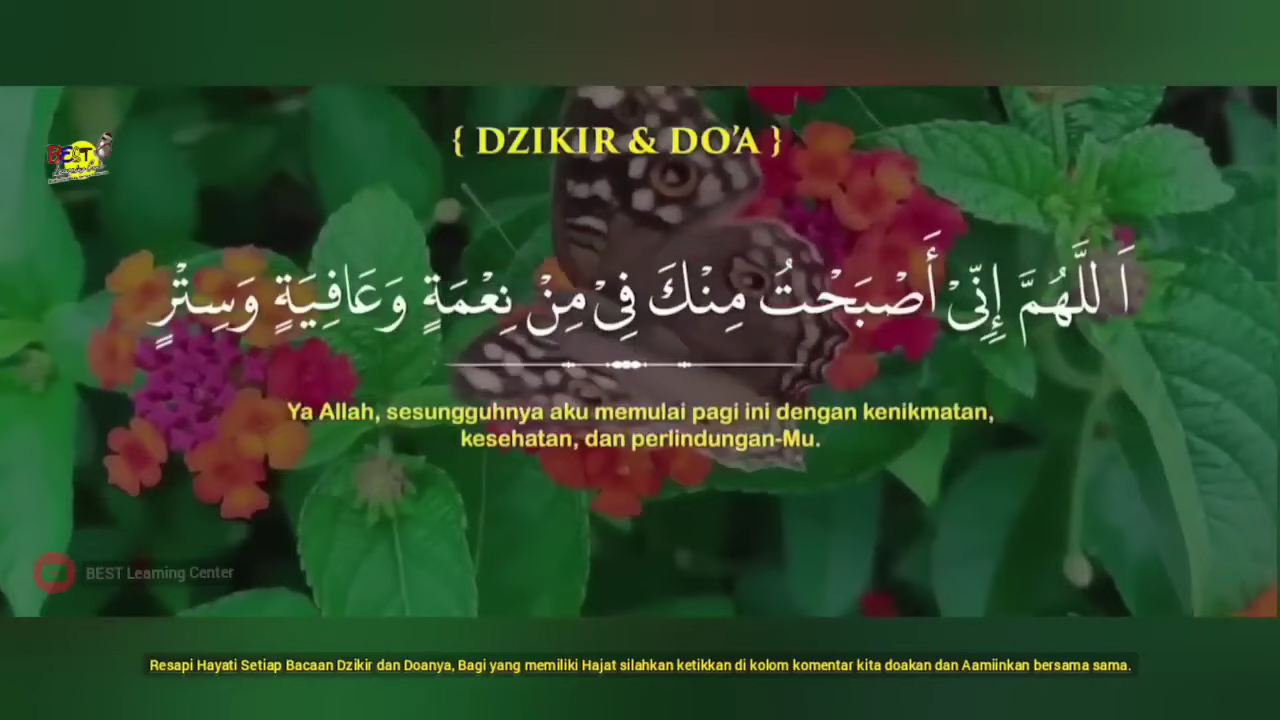 { DZIKIR & DO'A }
BEST
اَ للَّهُمَّ إِنِّيْ أَصْبَحْتُ مِنْكَ فِيْ مِنْ نِعْمَةٍ وَعَافِيَةٍ وَسِتْرٍ
Ya Allah, sesungguhnya aku memulai pagi ini dengan kenikmatan,
kesehatan, dan perlindungan-Mu.
BEST Learning Center
Resapi Hayati Setiap Bacaan Dzikir dan Doanya, Bagi yang memiliki Hajat silahkan ketikkan di kolom komentar kita doakan dan Aamiinkan bersama sama.